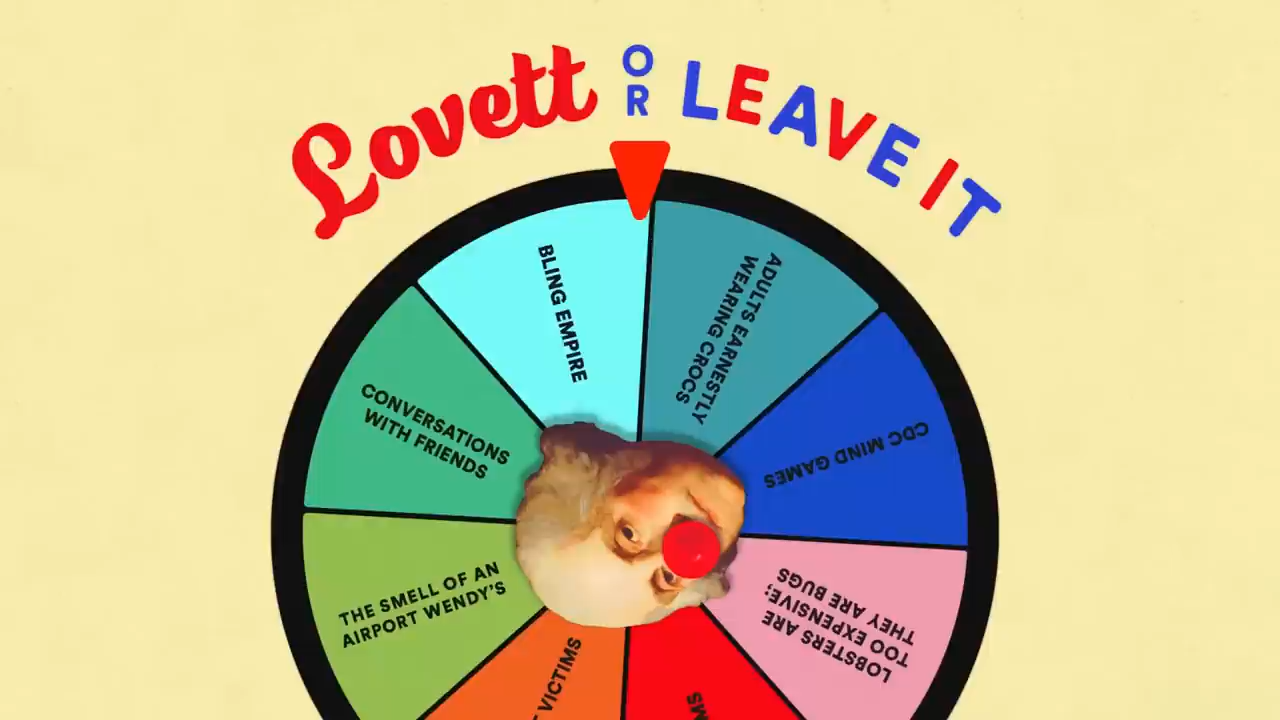 Lovett
OR
LEAVE IT
BLING EMPIRE
ADULTS EARNESTLY
WEARING CROCS
CDC MIND GAMES
LOBSTERS ARE
TOO EXPENSIVE;
THEY ARE BUGS
VICTIMS
THE SMELL OF AN
AIRPORT WENDY'S
CONVERSATIONS
WITH FRIENDS